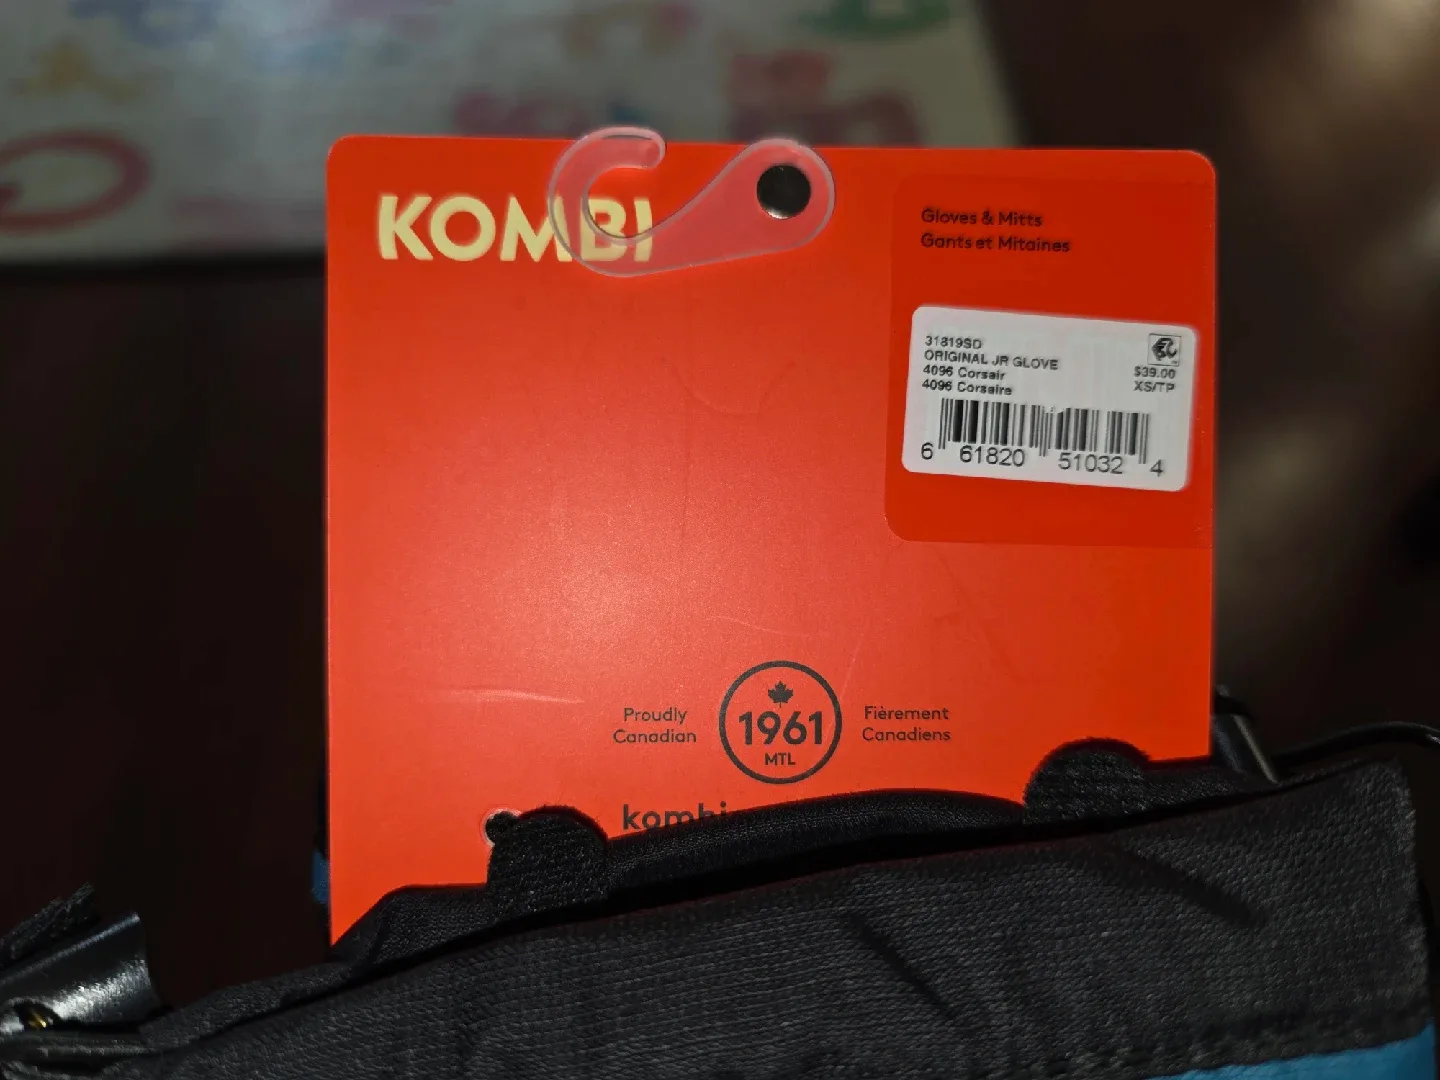 KOMBI
Gloves & Mitts
Gants et Mitaines
31819SD
ORIGINAL JR GLOVE
4096 Corsair
$39.00
4096 Corsaire
XS/TP
6 61820 51032 4
Proudly
Canadian
1961
MTL
Fièrement
Canadiens
kombi